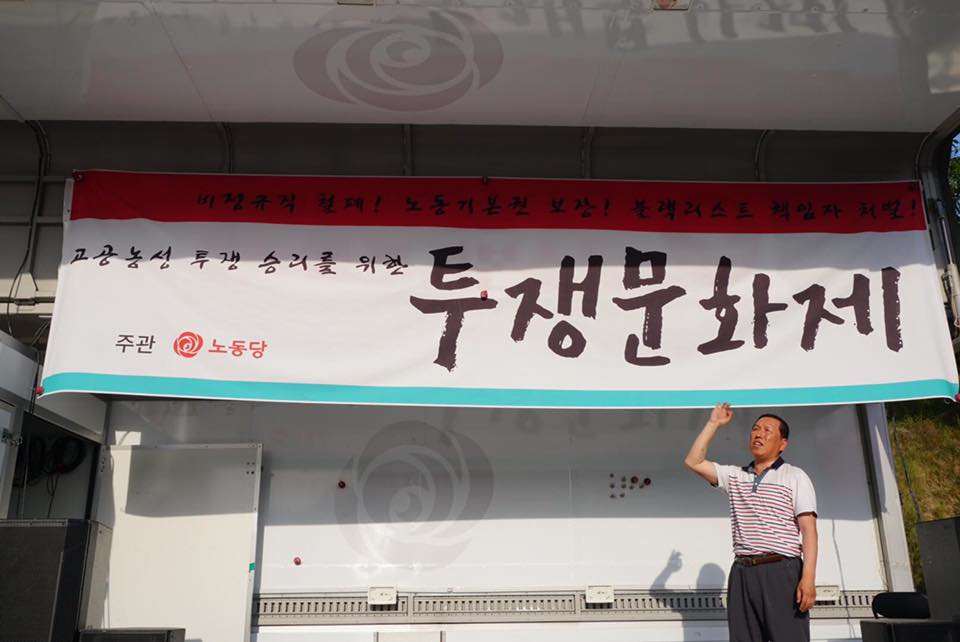 비정규직 철폐! 노동기본권 보장! 블랙리스트 책임자 처벌!
고공농성 투쟁 승리를 위한
투쟁문화제
주관 노동당